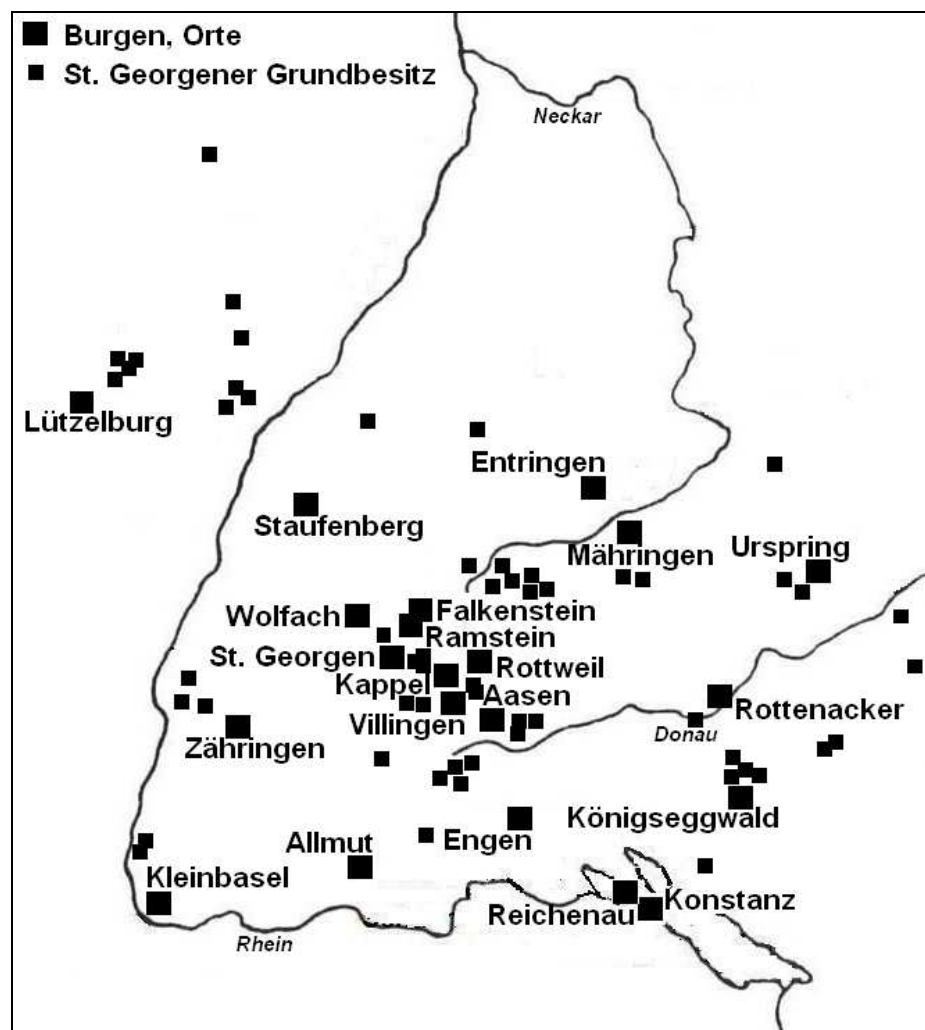 Burgen, Orte
St. Georgener Grundbesitz
Neckar
Lützelburg
Entringen
Staufenberg
Mähringen
Urspring
Wolfach
Falkenstein
Ramstein
St. Georgen
Rottweil
Kappel
Aasen
Villingen
Rottenacker
Donau
Zähringen
Königseggwald
Allmut
Engen
Kleinbasel
Konstanz
Reichenau
Rhein